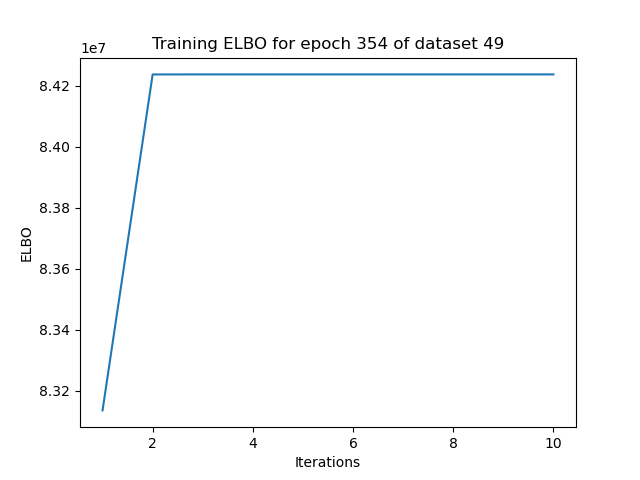 Training ELBO for epoch 354 of dataset 49
1e7
8.42
8.40
8.38
8.36
8.34
8.32
ELBO
2 4 6 8 10
Iterations